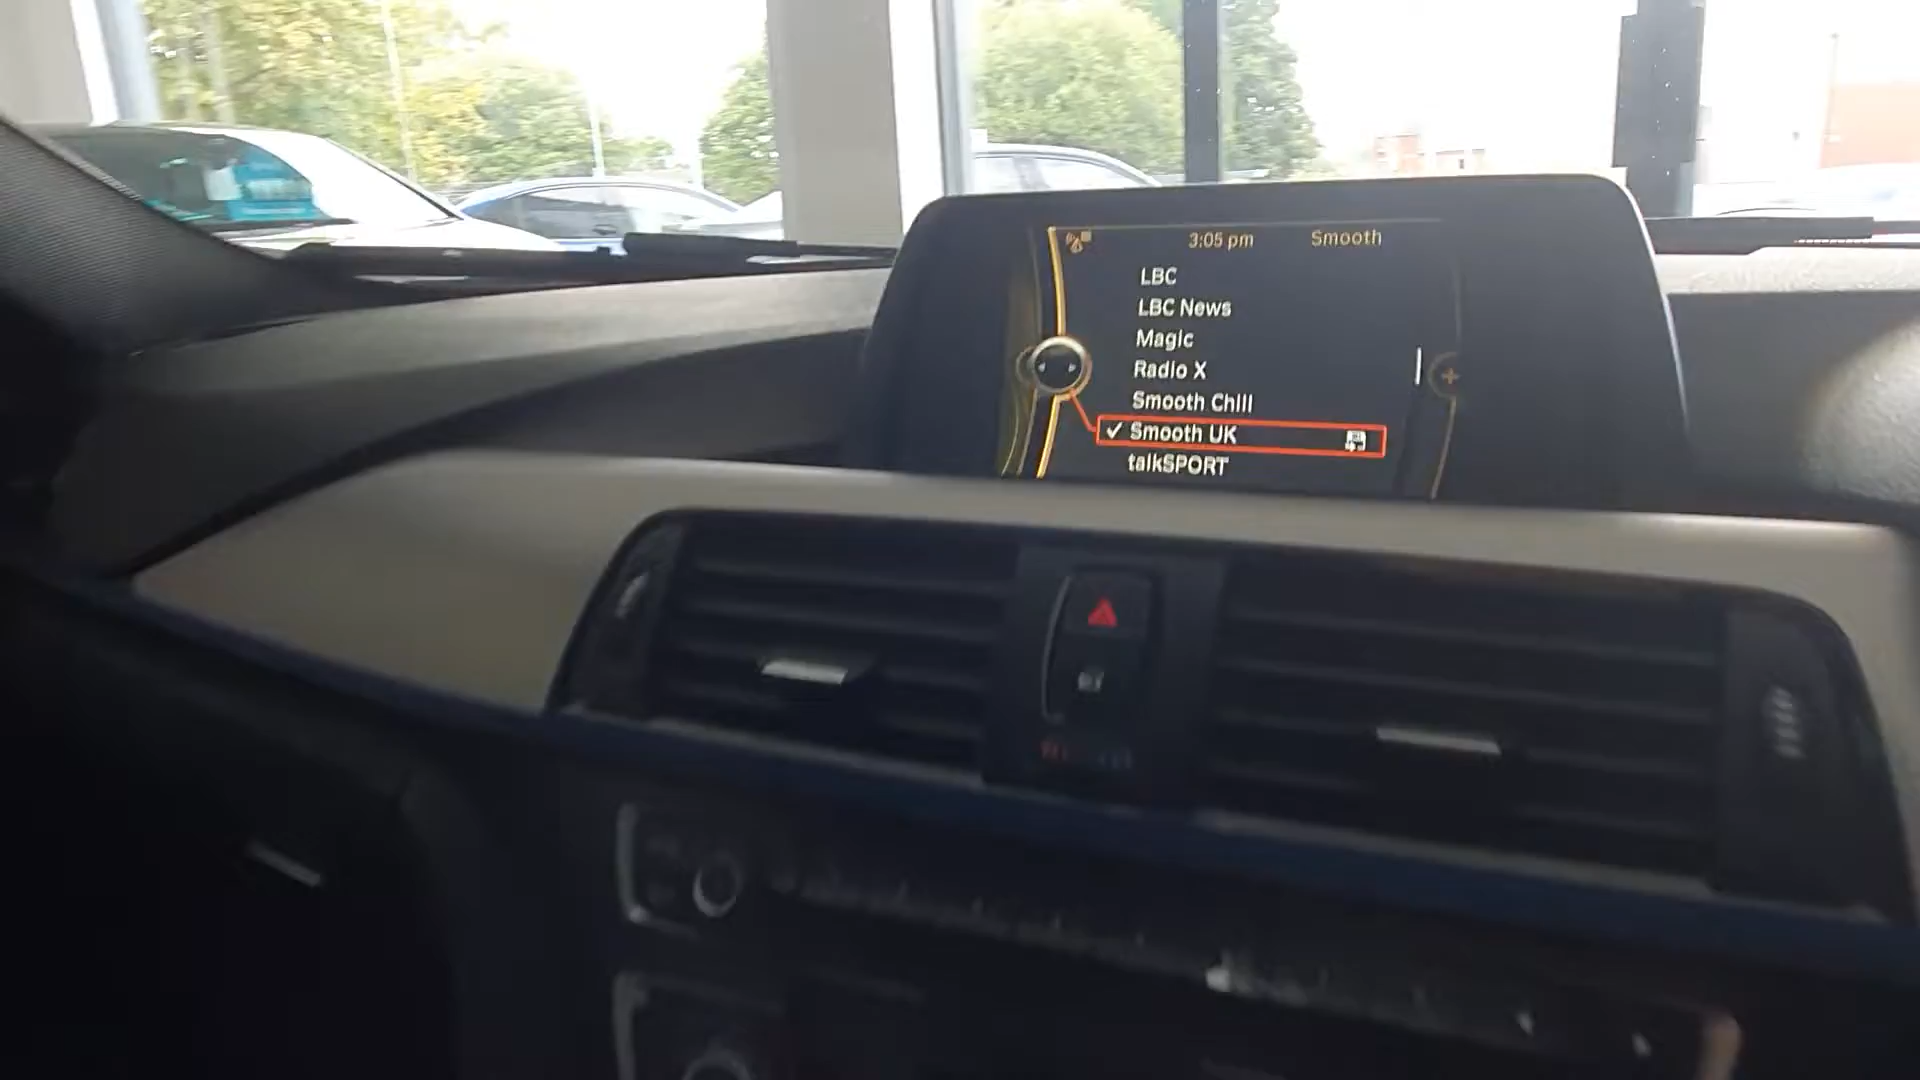 3:05 pm Smooth
LBC
LBC News
Magic
Radio X
Smooth Chill
✓ Smooth UK
talkSPORT